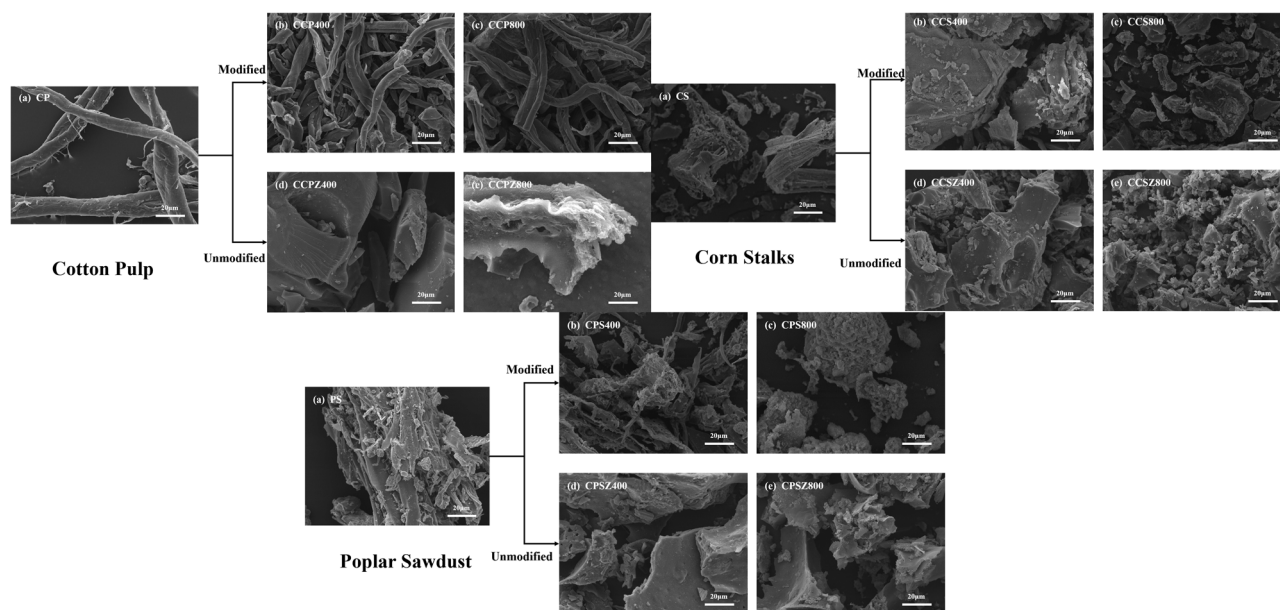 (b) CCP400
(c) CCP800
Modified
20μm
20μm
(a) CP
20μm
(d) CCPZ400
(e) CCPZ800
Unmodified
20μm
20μm
Cotton Pulp
(b) CCS400
(c) CCS800
Modified
20μm
20μm
(a) CS
20μm
(d) CCSZ400
(e) CCSZ800
Unmodified
20μm
20μm
Corn Stalks
(b) CPS400
(c) CPS800
Modified
20μm
20μm
(a) PS
20μm
(d) CPSZ400
(e) CPSZ800
Unmodified
20μm
20μm
Poplar Sawdust